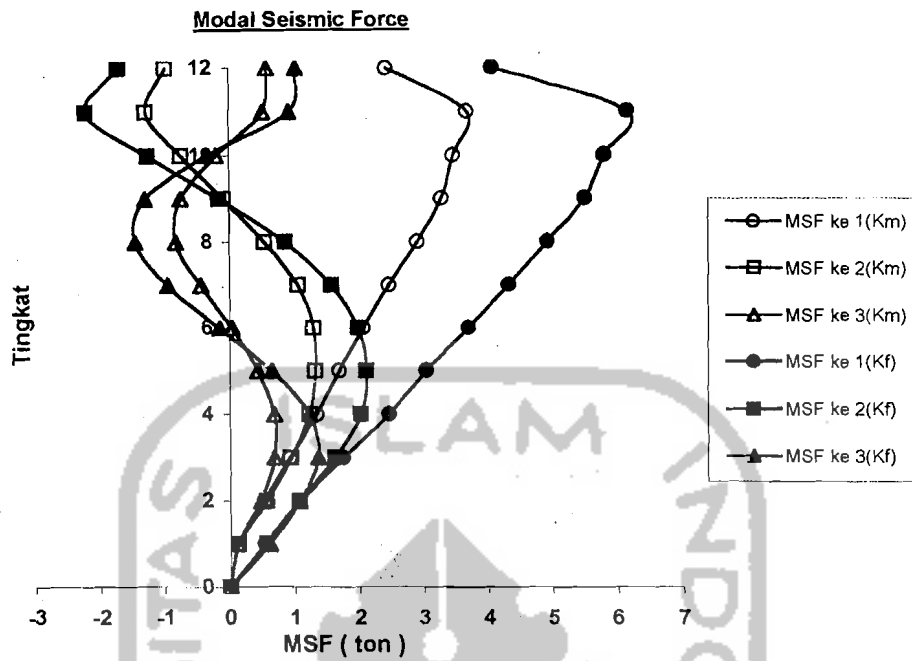 Modal Seismic Force
12
10
8
6
4
2
0
Tingkat
-3 -2 -1 0 1 2 3 4 5 6 7
MSF ( ton )
MSF ke 1(Km)
MSF ke 2(Km)
MSF ke 3(Km)
MSF ke 1(Kf)
MSF ke 2(Kf)
MSF ke 3(Kf)
ISLAM